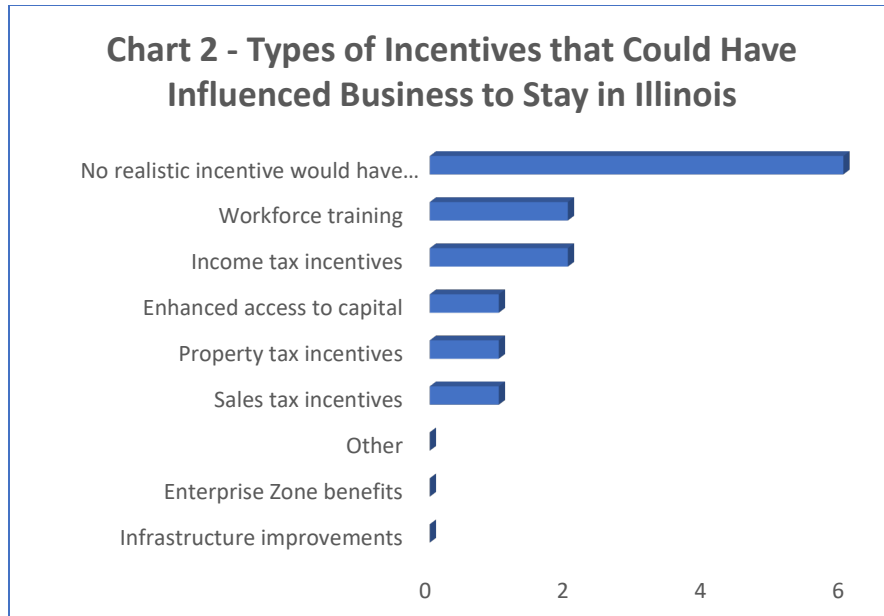 Chart 2 - Types of Incentives that Could Have
Influenced Business to Stay in Illinois
No realistic incentive would have…
Workforce training
Income tax incentives
Enhanced access to capital
Property tax incentives
Sales tax incentives
Other
Enterprise Zone benefits
Infrastructure improvements
0 2 4 6